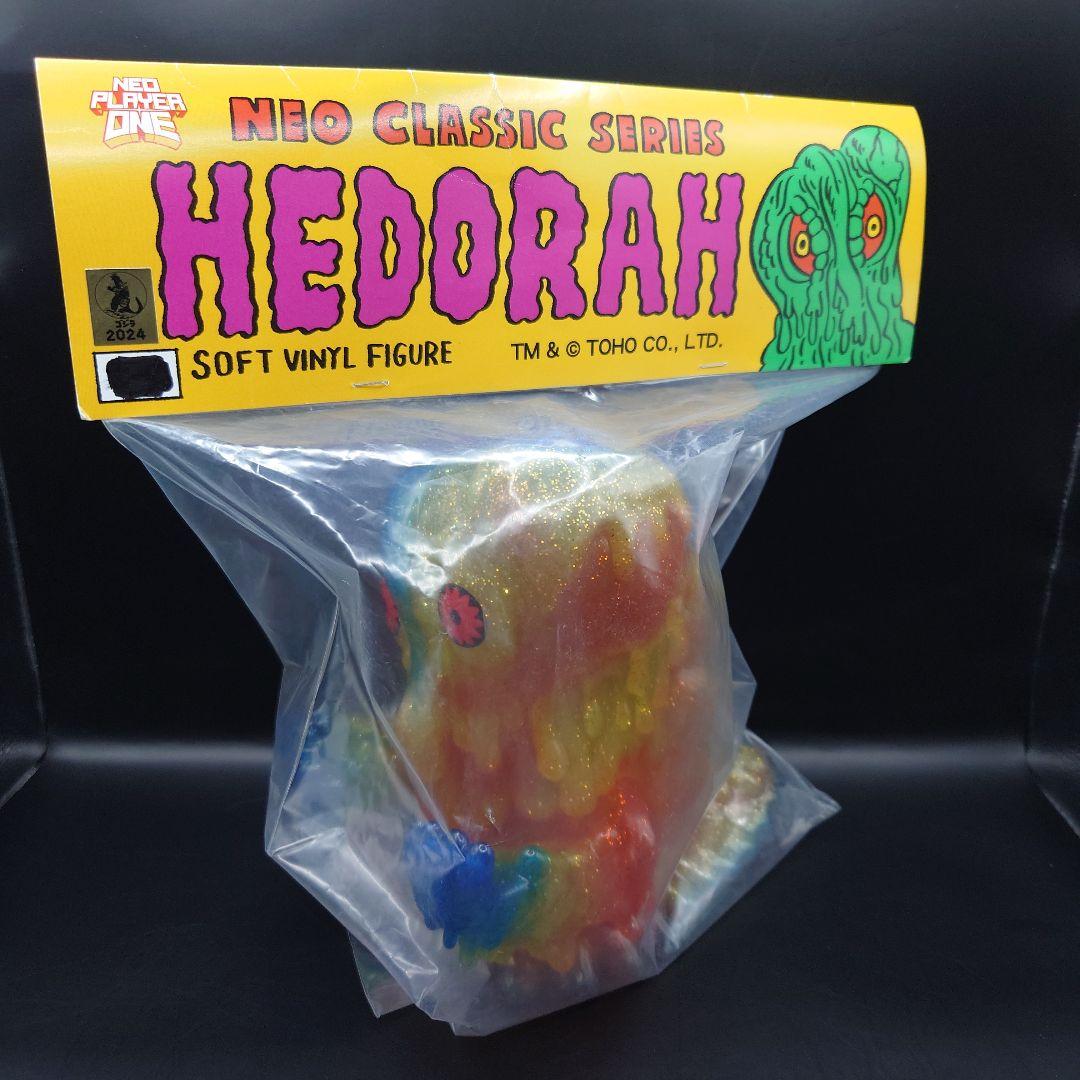 NEO
PLAYER
ONE
NEO CLASSIC SERIES
HEDORAH
ゴジラ
2024
SOFT VINYL FIGURE
TM & © TOHO CO., LTD.